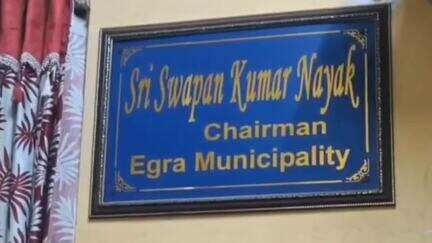 Sri Swapan Kumar Nayak
Chairman
Egra Municipality